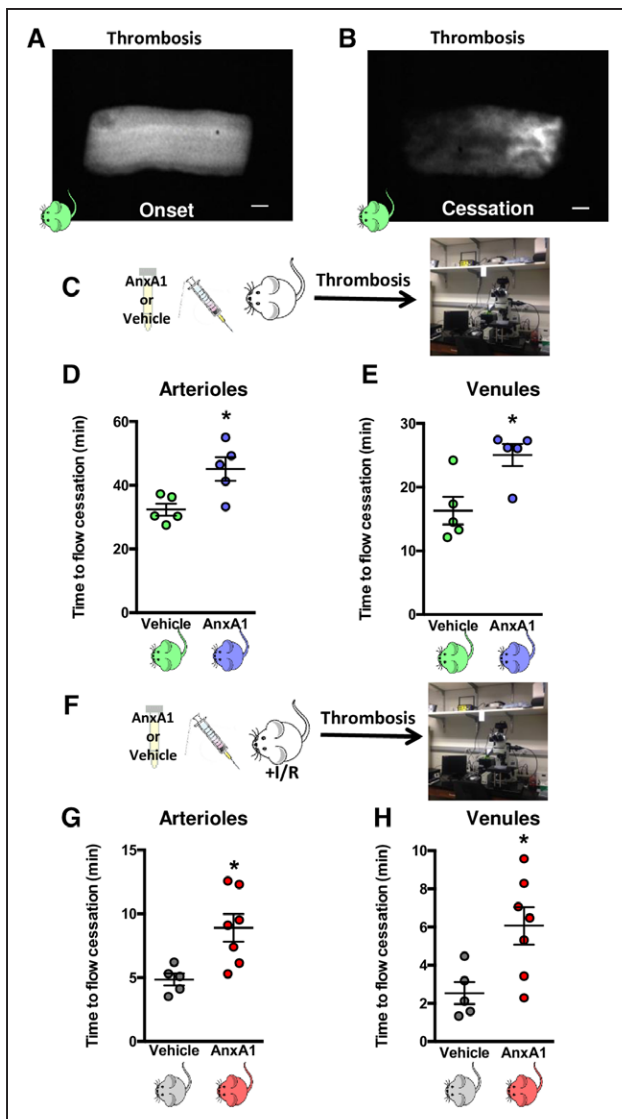 A
Thrombosis
Onset
B
Thrombosis
Cessation
C
AnxA1
or
Vehicle
Thrombosis
D
Arterioles
Time to flow cessation (min)
60
40
20
0
*
Vehicle
AnxA1
E
Venules
Time to flow cessation (min)
30
20
10
0
*
Vehicle
AnxA1
F
AnxA1
or
Vehicle
+I/R
Thrombosis
G
Arterioles
Time to flow cessation (min)
15
10
5
0
*
Vehicle
AnxA1
H
Venules
Time to flow cessation (min)
10
8
6
4
2
0
*
Vehicle
AnxA1